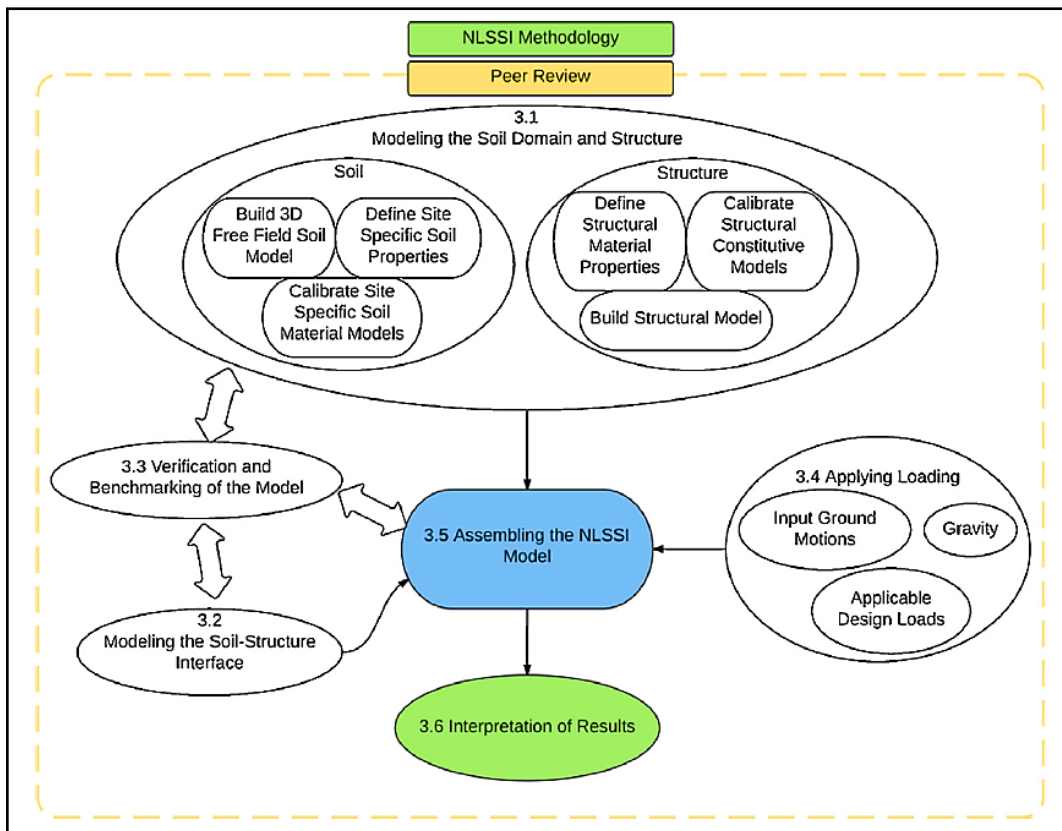 NLSSI Methodology
Peer Review
3.1
Modeling the Soil Domain and Structure
Soil
Build 3D
Free Field Soil
Model
Define Site
Specific Soil
Properties
Calibrate Site
Specific Soil
Material Models
Structure
Define
Structural
Material
Properties
Calibrate
Structural
Constitutive
Models
Build Structural Model
3.3 Verification and
Benchmarking of the Model
3.4 Applying Loading
Input Ground
Motions
Gravity
Applicable
Design Loads
3.5 Assembling the NLSSI
Model
3.2
Modeling the Soil-Structure
Interface
3.6 Interpretation of Results